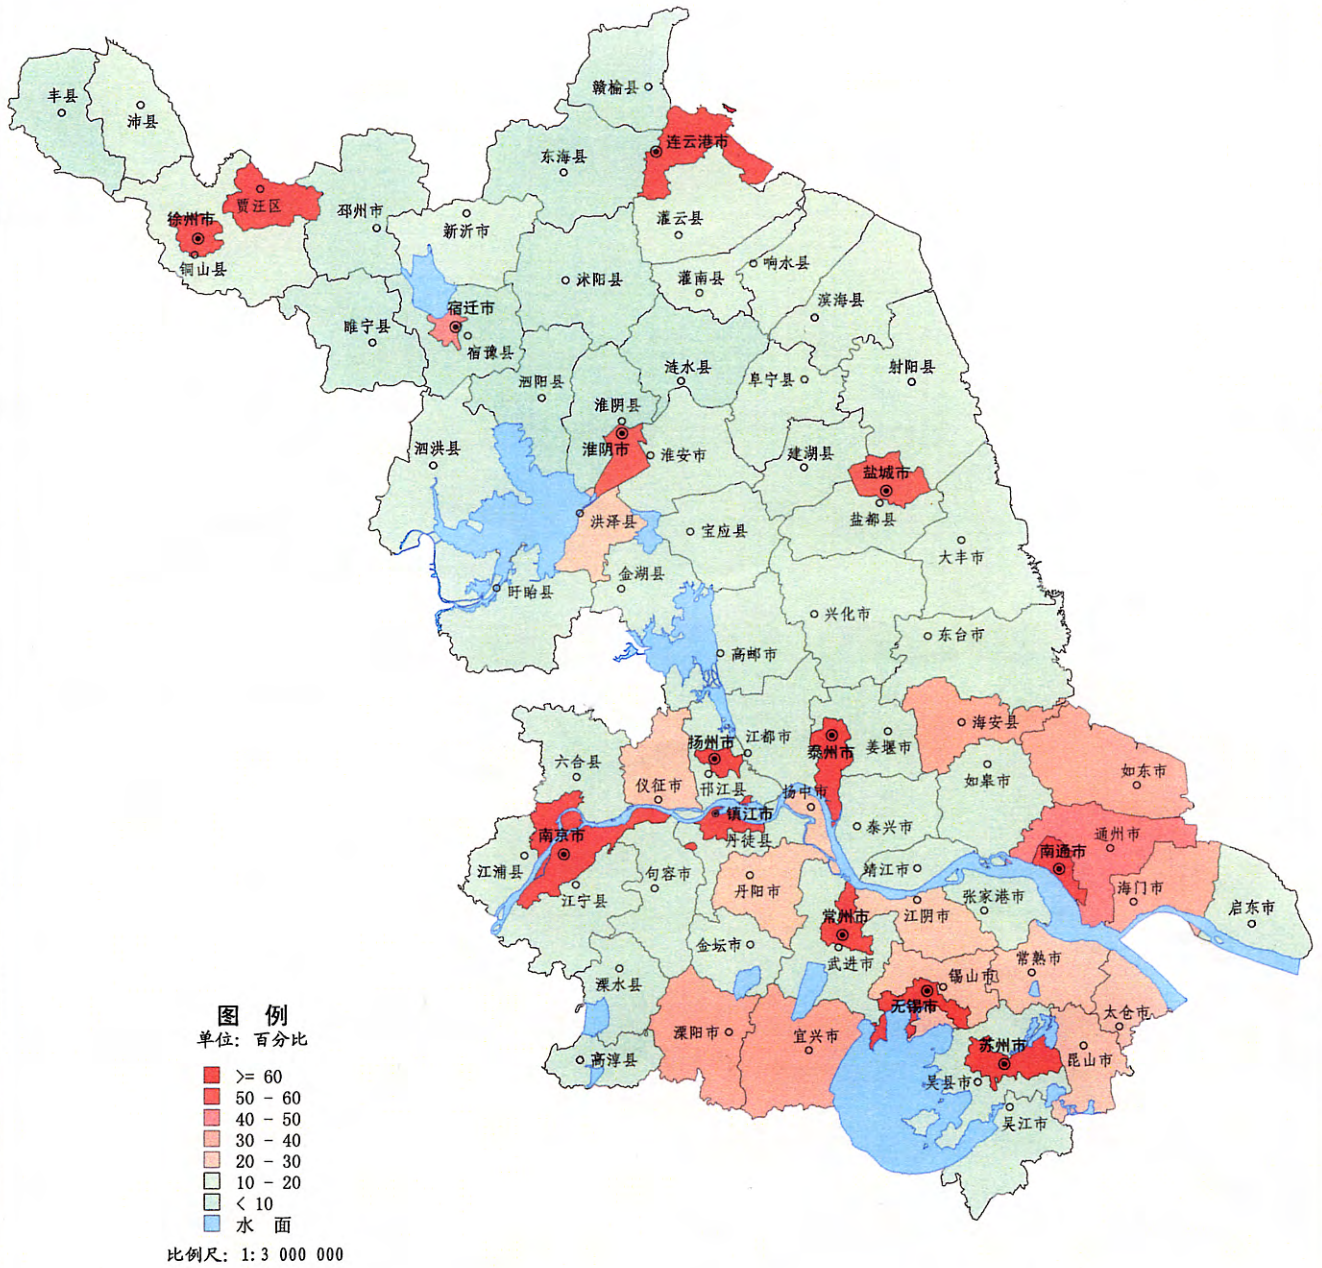 赣榆县
丰县
沛县
连云港市
东海县
贾汪区
徐州市
邳州市
新沂市
灌云县
铜山县
沭阳县
灌南县
响水县
滨海县
宿迁市
睢宁县
宿豫县
涟水县
阜宁县
射阳县
泗阳县
淮阴县
泗洪县
淮阴市
淮安市
建湖县
盐城市
洪泽县
宝应县
盐都县
大丰市
金湖县
盱眙县
兴化市
东台市
高邮市
海安县
扬州市
江都市
泰州市
姜堰市
六合县
仪征市
邗江县
扬中市
如皋市
如东市
南京市
镇江市
丹徒县
泰兴市
南通市
通州市
江浦县
句容市
丹阳市
靖江市
江宁县
张家港市
海门市
启东市
常州市
江阴市
金坛市
武进市
常熟市
溧水县
锡山市
无锡市
太仓市
溧阳市
宜兴市
苏州市
昆山市
高淳县
吴县市
吴江市
图 例
单位: 百分比
>= 60
50 - 60
40 - 50
30 - 40
20 - 30
10 - 20
< 10
水 面
比例尺: 1:3 000 000